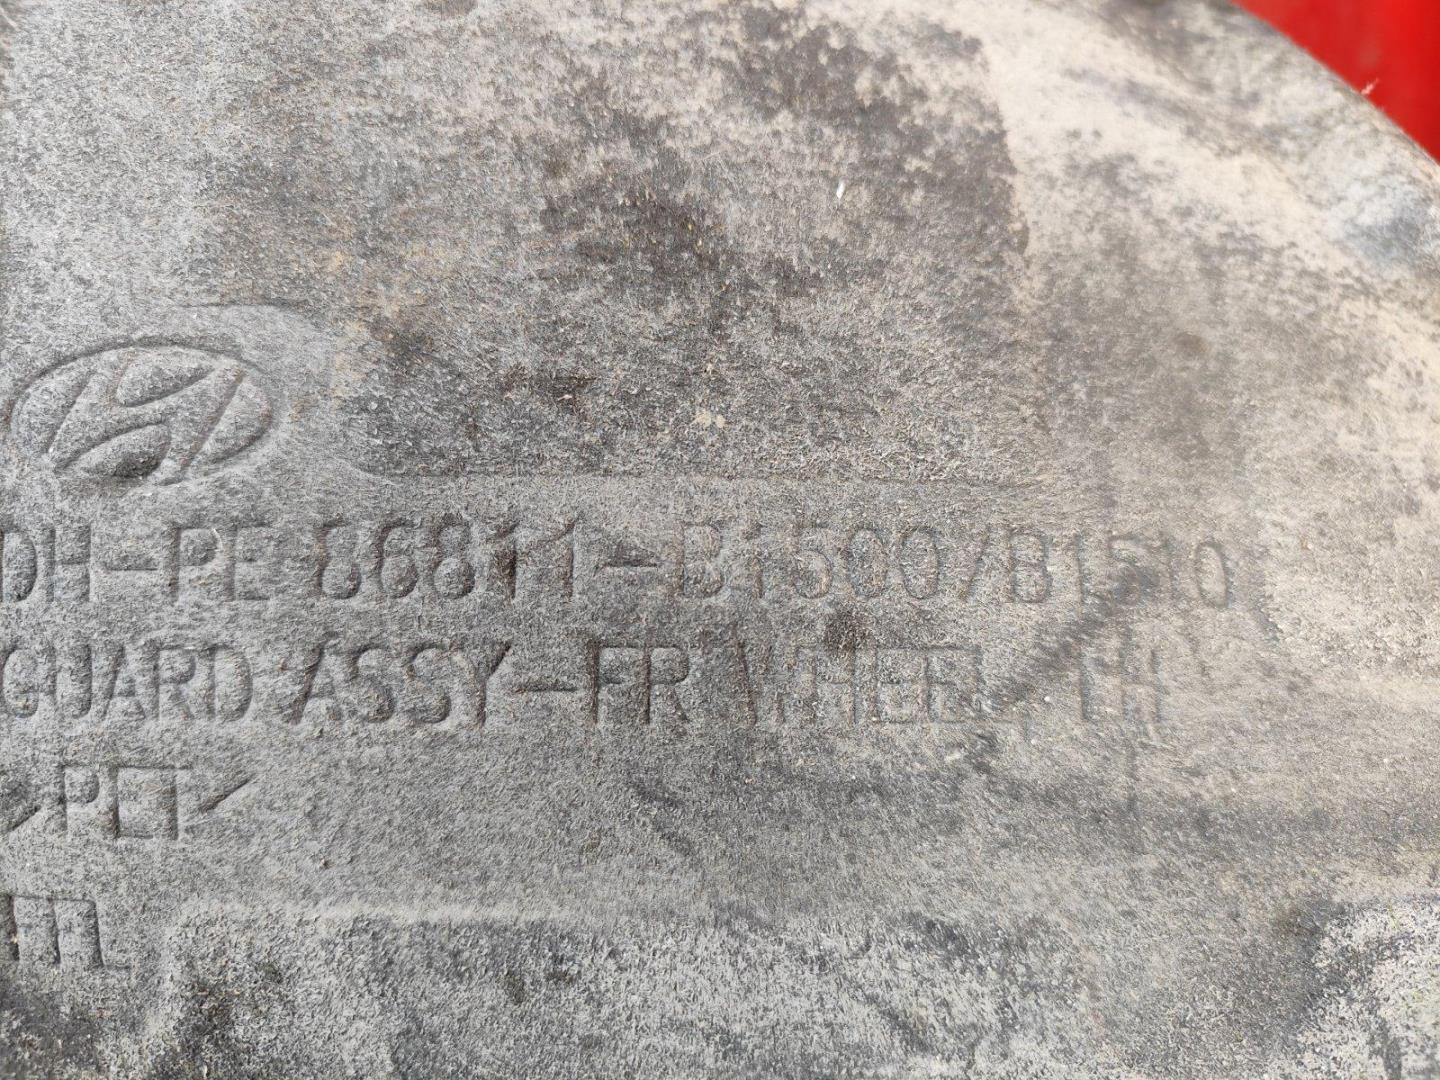 DH-PE 86811-B1500/B1510
GUARD ASSY-FR WHEEL, LH
>PET<